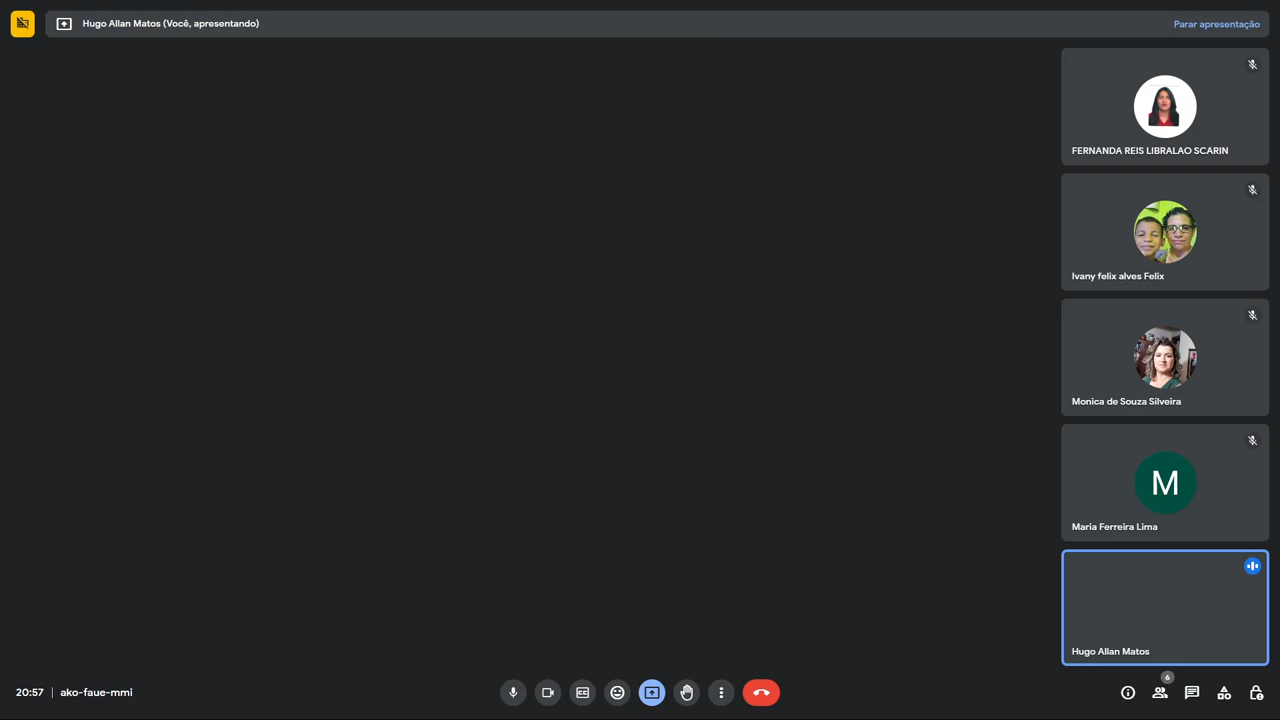 Hugo Allan Matos (Você, apresentando)
Parar apresentação
FERNANDA REIS LIBRALAO SCARIN
Ivany felix alves Felix
Monica de Souza Silveira
M
Maria Ferreira Lima
Hugo Allan Matos
20:57
ako-faue-mmi
6